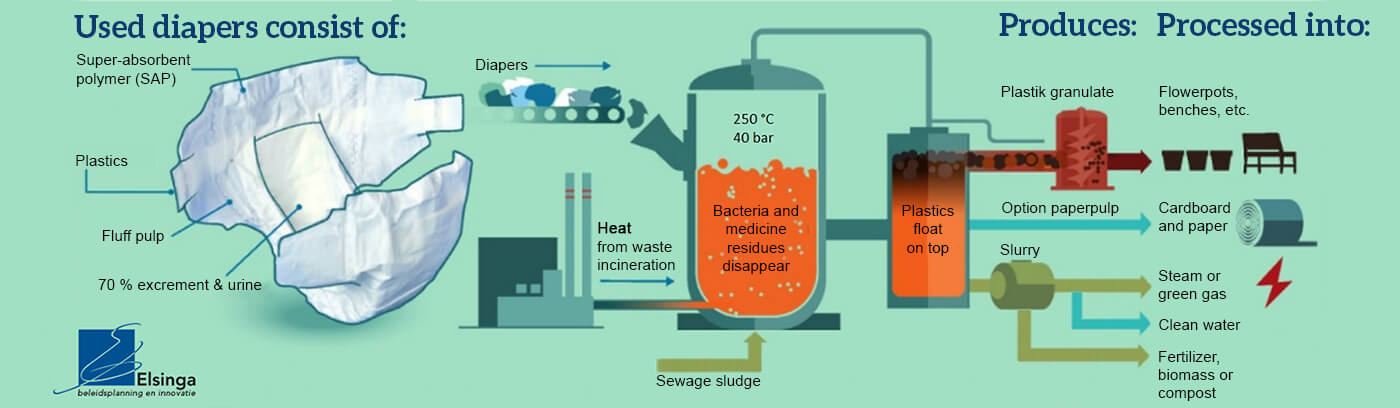 Used diapers consist of:
Super-absorbent
polymer (SAP)
Plastics
Fluff pulp
70 % excrement & urine
Elsinga
beleidsplanning en innovatie
Diapers
250 °C
40 bar
Heat
from waste
incineration
Bacteria and
medicine
residues
disappear
Sewage sludge
Plastics
float
on top
Produces:
Plastik granulate
Option paperpulp
Slurry
Processed into:
Flowerpots,
benches, etc.
Cardboard
and paper
Steam or
green gas
Clean water
Fertilizer,
biomass or
compost